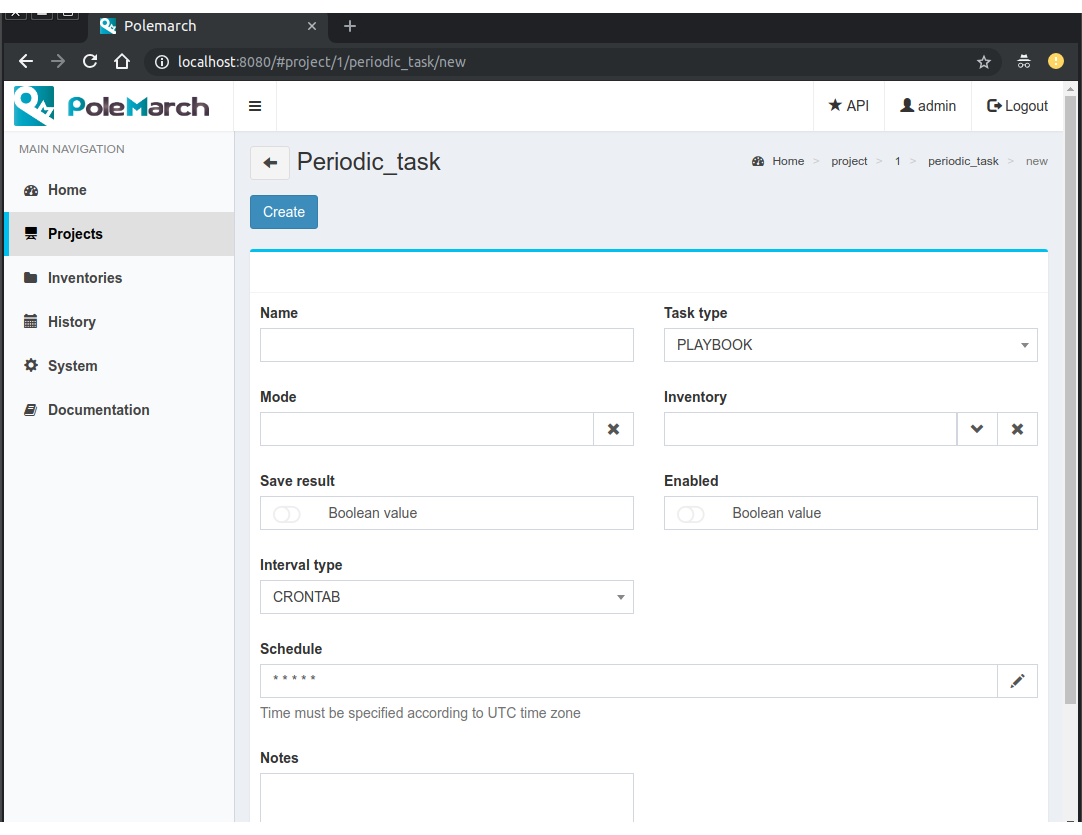 Polemarch
localhost:8080/#project/1/periodic_task/new
PoleMarch
API
admin
Logout
MAIN NAVIGATION
Home
Projects
Inventories
History
System
Documentation
Periodic_task
Home > project > 1 > periodic_task > new
Create
Name
Task type
PLAYBOOK
Mode
Inventory
Save result
Enabled
Boolean value
Boolean value
Interval type
CRONTAB
Schedule
* * * * *
Time must be specified according to UTC time zone
Notes